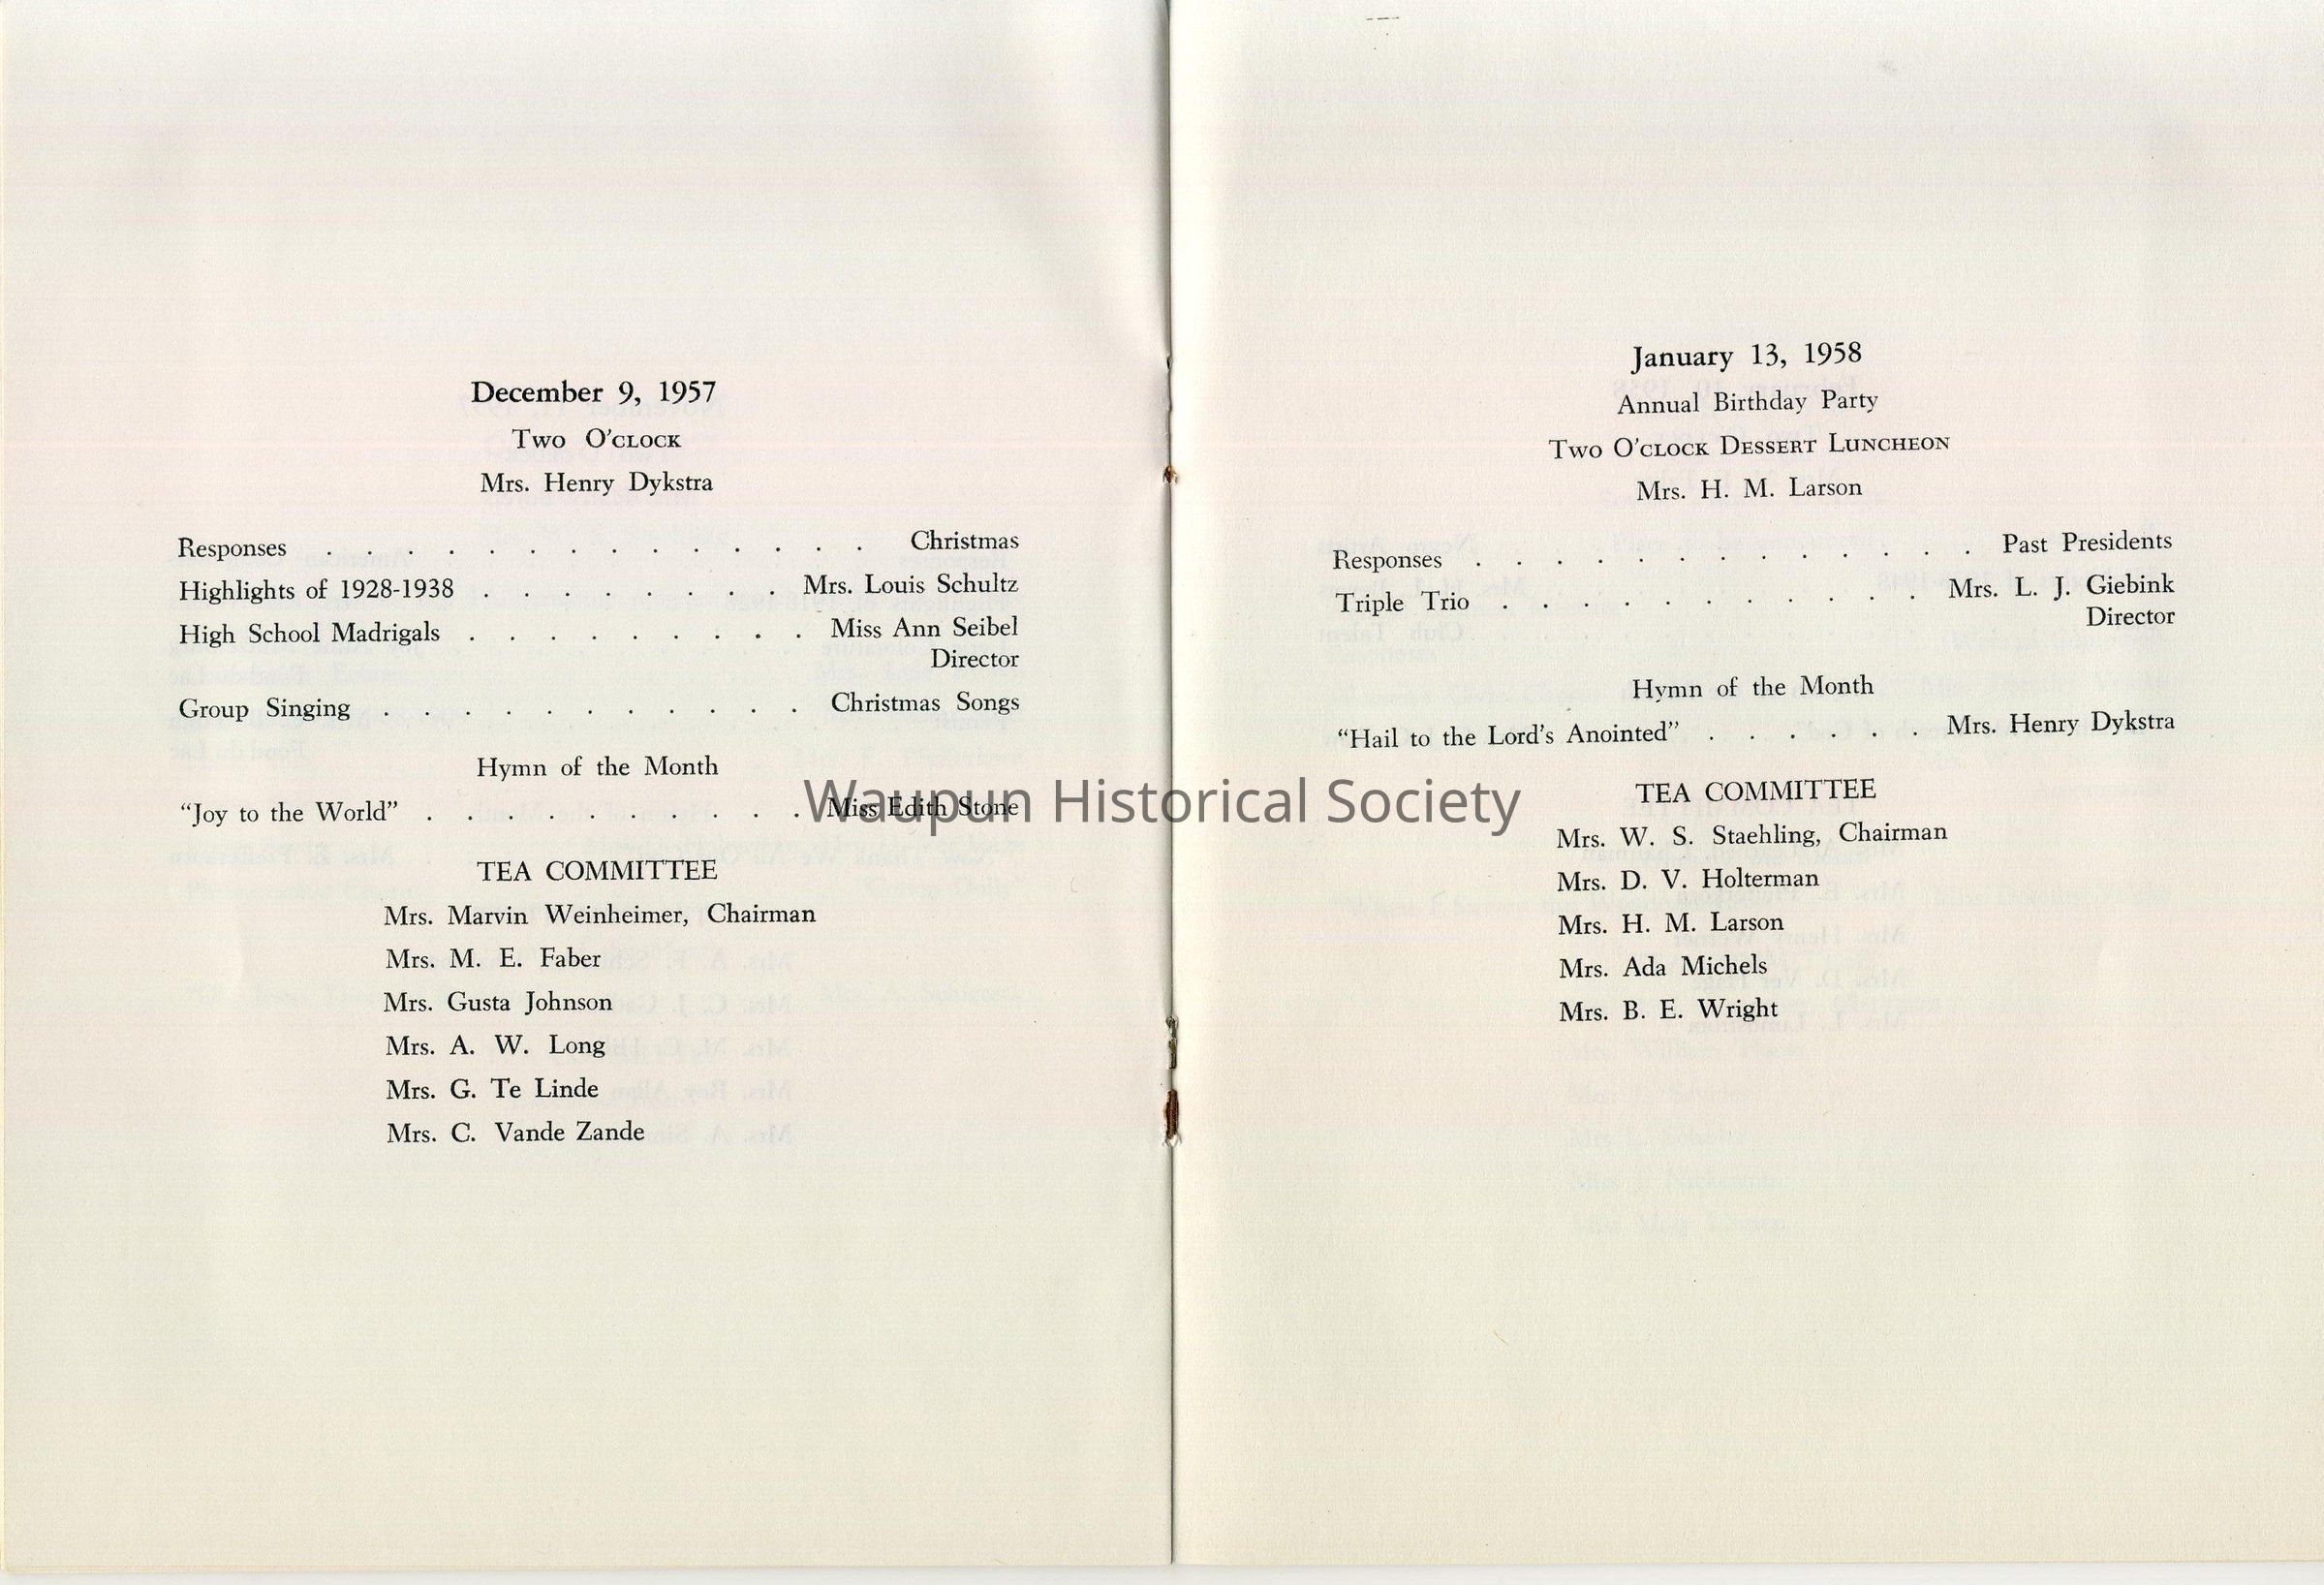 December 9, 1957
Two O'clock
Mrs. Henry Dykstra
Responses . . . . . . . . . . . . . . Christmas
Highlights of 1928-1938 . . . . . . . . Mrs. Louis Schultz
High School Madrigals . . . . . . . . . Miss Ann Seibel
Director
Group Singing . . . . . . . . . . . Christmas Songs
Hymn of the Month
"Joy to the World" . . . . . . . . . . Miss Edith Stone
TEA COMMITTEE
Mrs. Marvin Weinheimer, Chairman
Mrs. M. E. Faber
Mrs. Gusta Johnson
Mrs. A. W. Long
Mrs. G. Te Linde
Mrs. C. Vande Zande
January 13, 1958
Annual Birthday Party
Two O'clock Dessert Luncheon
Mrs. H. M. Larson
Responses . . . . . . . . . . . . . Past Presidents
Triple Trio . . . . . . . . . . . Mrs. L. J. Giebink
Director
Hymn of the Month
"Hail to the Lord's Anointed" . . . . . . Mrs. Henry Dykstra
TEA COMMITTEE
Mrs. W. S. Staehling, Chairman
Mrs. D. V. Holterman
Mrs. H. M. Larson
Mrs. Ada Michels
Mrs. B. E. Wright
Waupun Historical Society